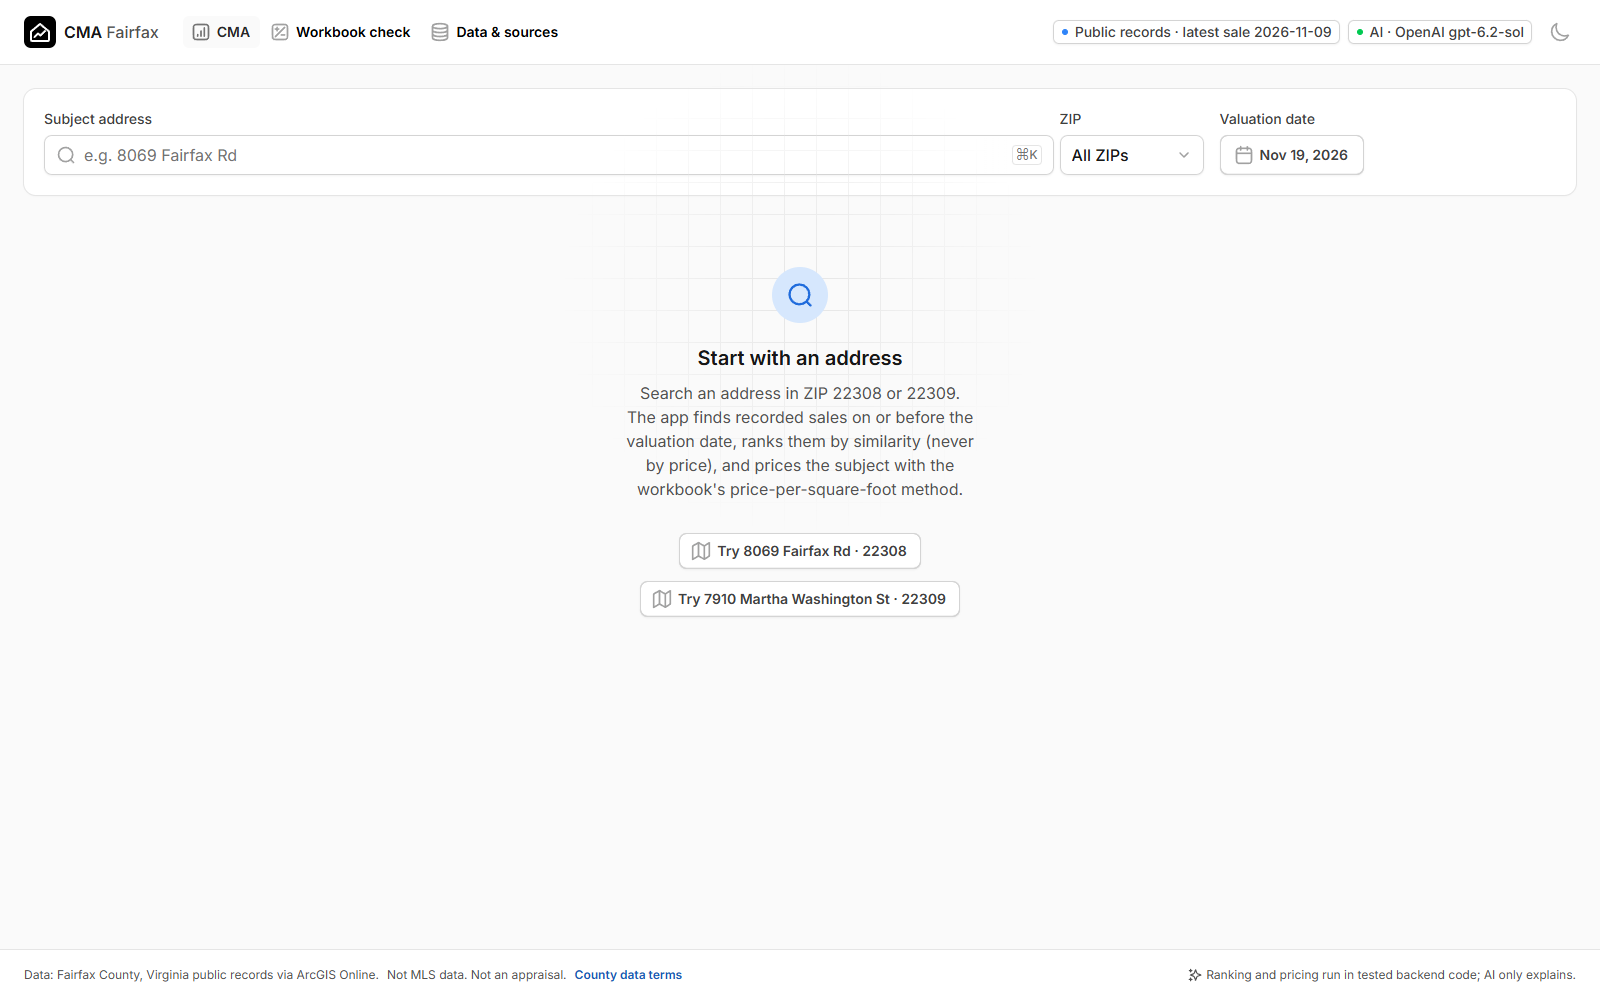 CMA Fairfax
CMA
Workbook check
Data & sources
Public records · latest sale 2026-11-09
AI · OpenAI gpt-6.2-sol
Subject address
ZIP
Valuation date
e.g. 8069 Fairfax Rd
⌘K
All ZIPs
Nov 19, 2026
Start with an address
Search an address in ZIP 22308 or 22309.
The app finds recorded sales on or before the
valuation date, ranks them by similarity (never
by price), and prices the subject with the
workbook's price-per-square-foot method.
Try 8069 Fairfax Rd · 22308
Try 7910 Martha Washington St · 22309
Data: Fairfax County, Virginia public records via ArcGIS Online. Not MLS data. Not an appraisal. County data terms
Ranking and pricing run in tested backend code; AI only explains.